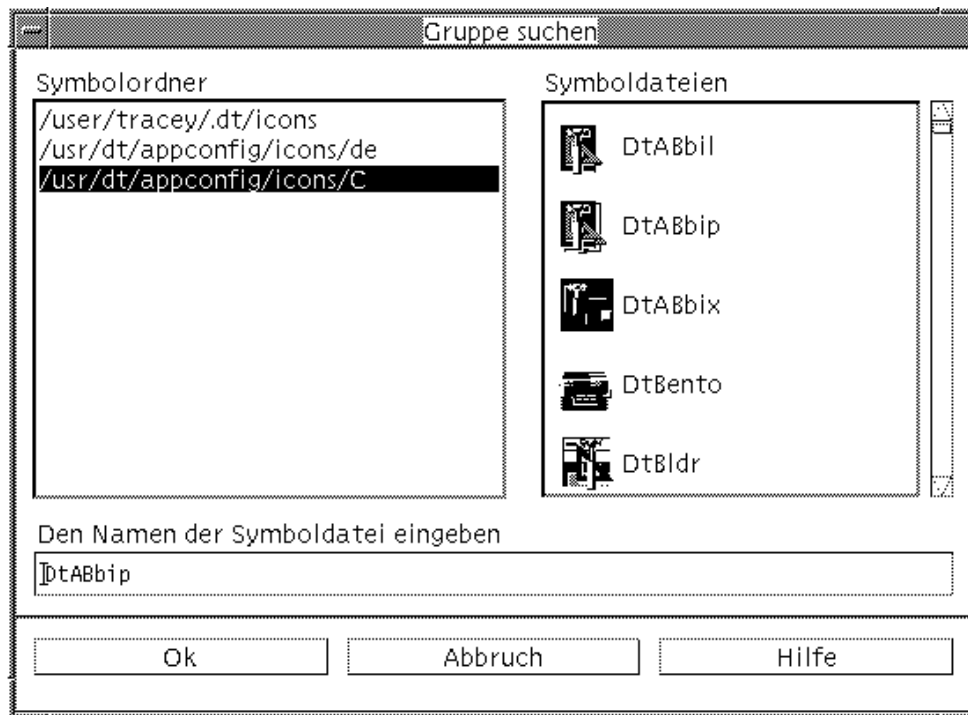 Gruppe suchen
Symbolordner
/user/tracey/.dt/icons
/usr/dt/appconfig/icons/de
/usr/dt/appconfig/icons/C
Symboldateien
DtABbil
DtABbip
DtABbix
DtBento
DtBldr
Den Namen der Symboldatei eingeben
DtABbip
Ok
Abbruch
Hilfe